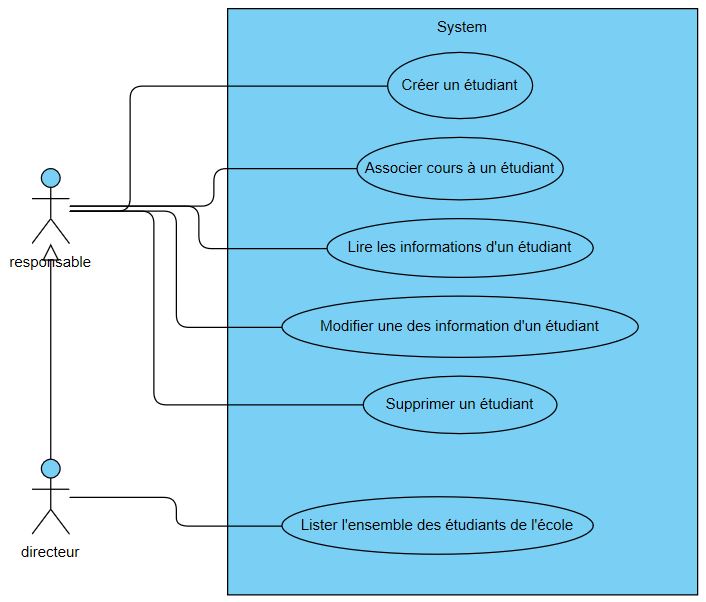 System
Créer un étudiant
Associer cours à un étudiant
Lire les informations d'un étudiant
responsable
Modifier une des information d'un étudiant
Supprimer un étudiant
Lister l'ensemble des étudiants de l'école
directeur